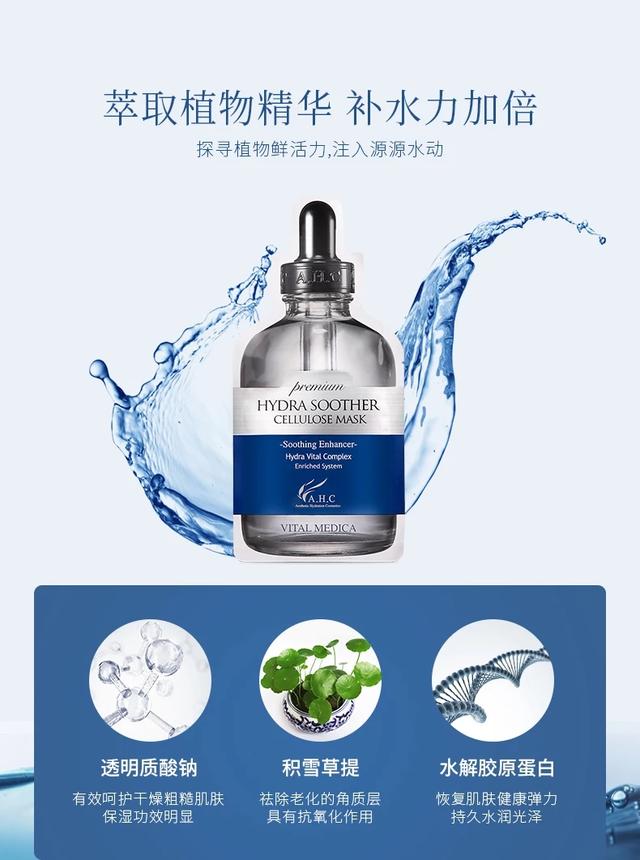 萃取植物精华 补水力加倍
探寻植物鲜活力,注入源源水动
A.H.C
premium
HYDRA SOOTHER
CELLULOSE MASK
-Soothing Enhancer-
Hydra Vital Complex
Enriched System
A.H.C
Aesthetic Hydration Cosmetics
VITAL MEDICA
透明质酸钠
有效呵护干燥粗糙肌肤
保湿功效明显
积雪草提
祛除老化的角质层
具有抗氧化作用
水解胶原蛋白
恢复肌肤健康弹力
持久水润光泽